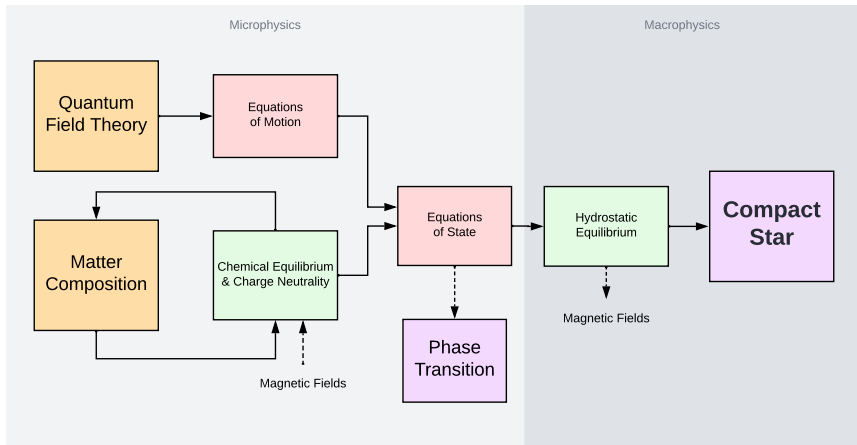 Microphysics
Macrophysics
Quantum
Field Theory
Equations
of Motion
Equations
of State
Hydrostatic
Equilibrium
Compact
Star
Matter
Composition
Chemical Equilibrium
& Charge Neutrality
Magnetic Fields
Phase
Transition
Magnetic Fields